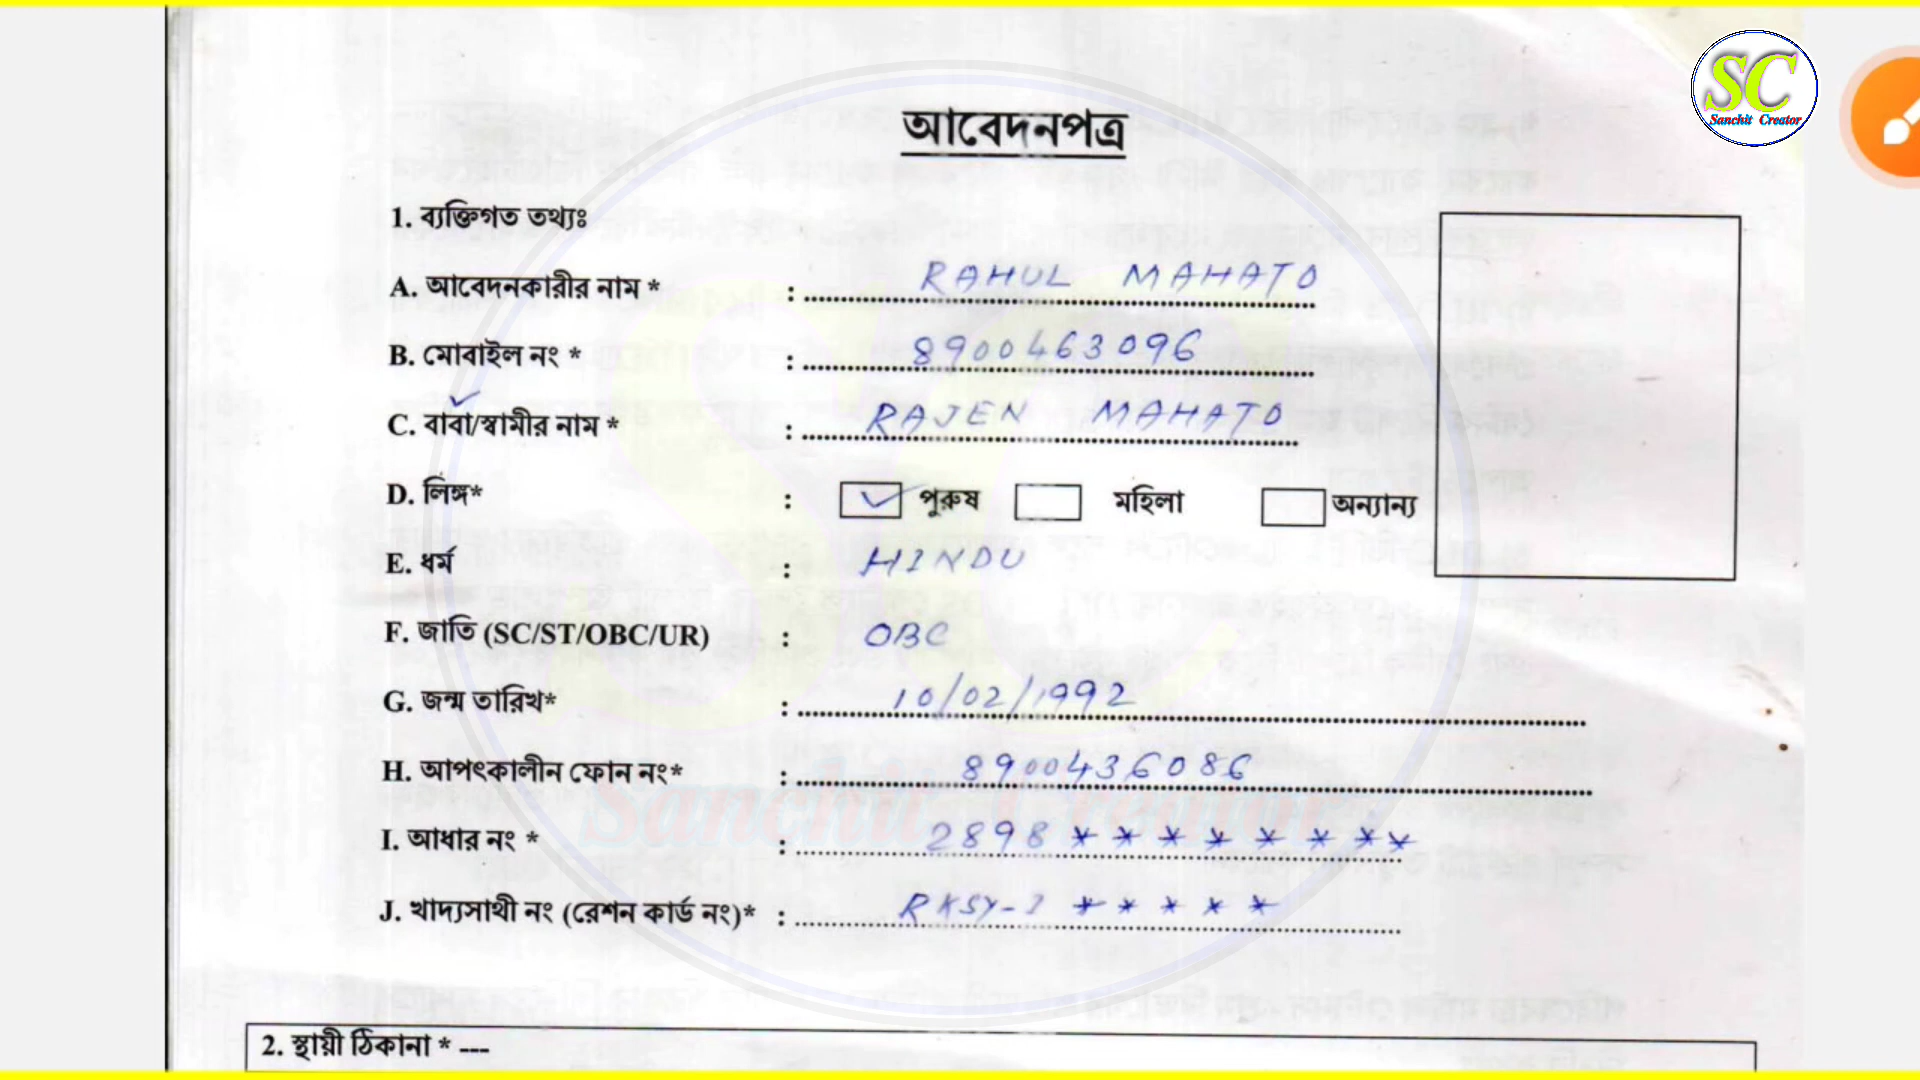 SC
Sanchit Creator
আবেদনপত্র
1. ব্যক্তিগত তথ্যঃ
A. আবেদনকারীর নাম * : RAHUL MAHATO
B. মোবাইল নং * : 8900463096
C. বাবা/স্বামীর নাম * : RAJEN MAHATO
D. লিঙ্গ* : পুরুষ মহিলা অন্যান্য
E. ধর্ম : HINDU
F. জাতি (SC/ST/OBC/UR) : OBC
G. জন্ম তারিখ* : 10/02/1992
H. আপৎকালীন ফোন নং* : 8900436086
I. আধার নং * : 2898********
J. খাদ্যসাথী নং (রেশন কার্ড নং)* : RKSY-I *****
2. স্থায়ী ঠিকানা * ---